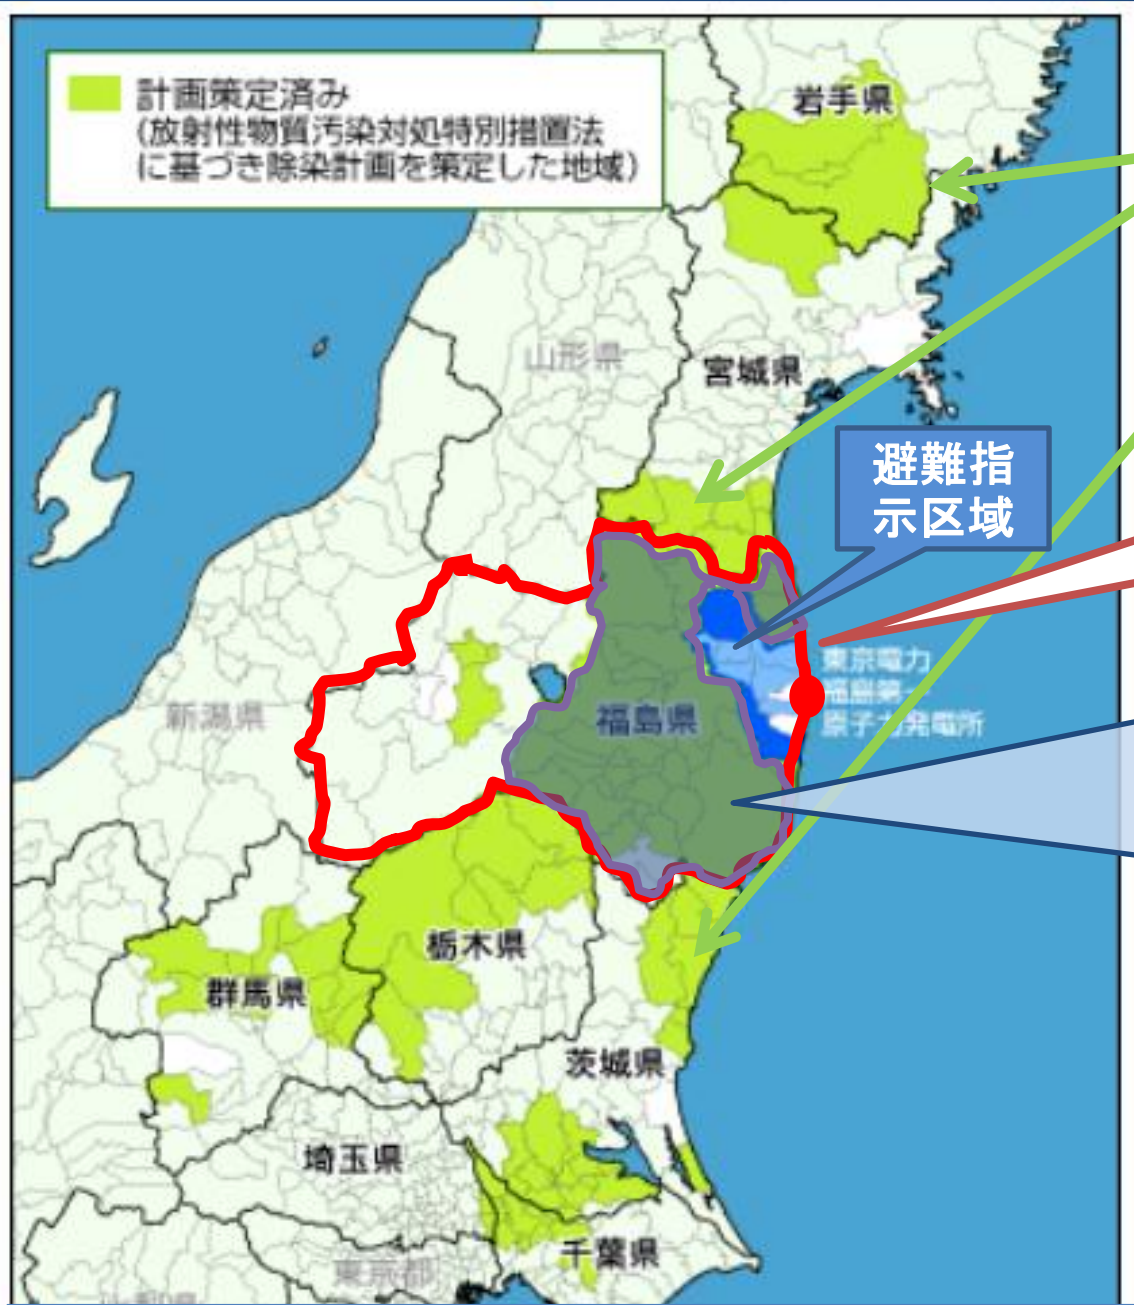 計画策定済み
(放射性物質汚染対処特別措置法
に基づき除染計画を策定した地域)
岩手県
山形県
宮城県
避難指
示区域
東京電力
福島第一
原子力発電所
新潟県
福島県
栃木県
群馬県
茨城県
埼玉県
千葉県
東京都
山梨県